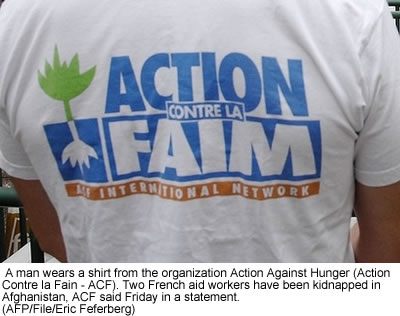 ACTION
CONTRE LA
FAIM
ACF INTERNATIONAL NETWORK
A man wears a shirt from the organization Action Against Hunger (Action
Contre la Fain - ACF). Two French aid workers have been kidnapped in
Afghanistan, ACF said Friday in a statement.
(AFP/File/Eric Feferberg)